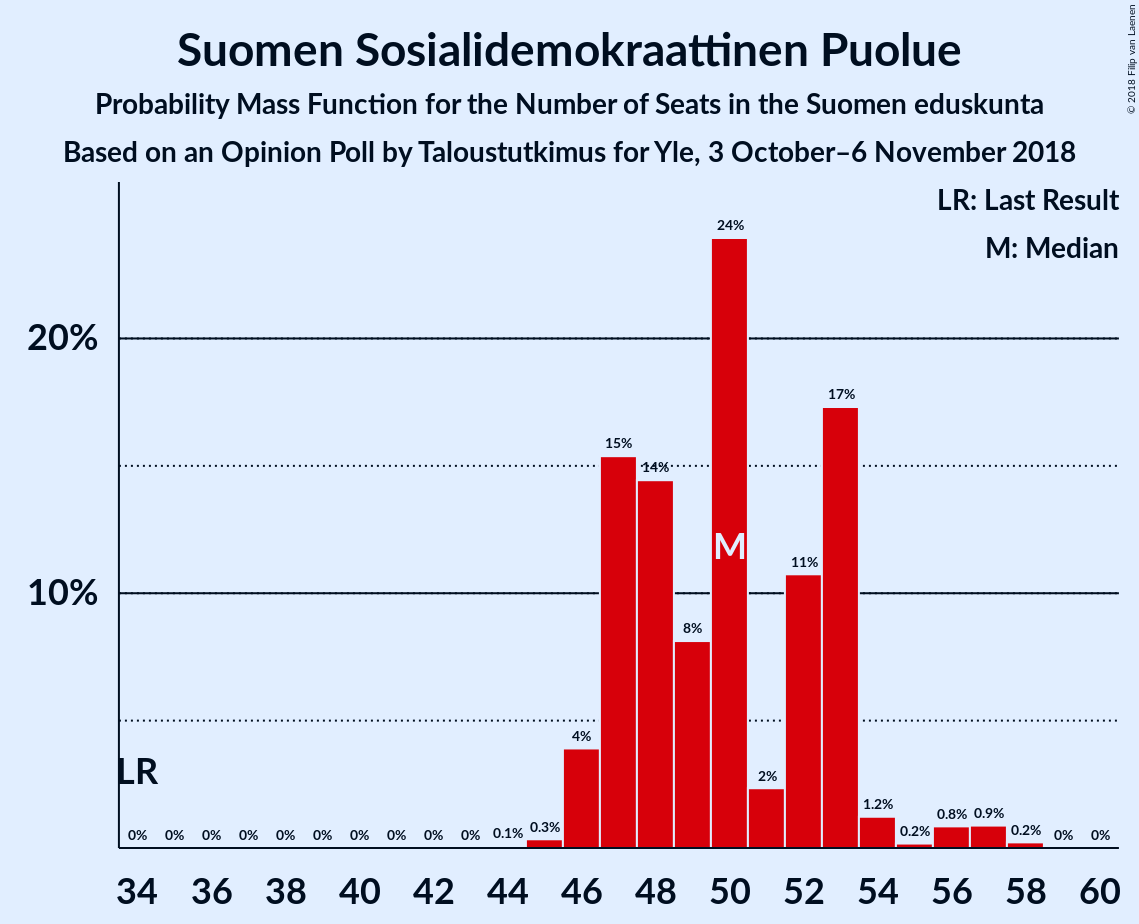 Suomen Sosialidemokraattinen Puolue
Probability Mass Function for the Number of Seats in the Suomen eduskunta
Based on an Opinion Poll by Taloustutkimus for Yle, 3 October–6 November 2018
© 2018 Filip van Laenen
LR: Last Result
M: Median
24%
20%
17%
15%
14%
M
11%
10%
8%
4%
LR
2%
1.2%
0.8%
0.9%
0% 0% 0% 0% 0% 0% 0% 0% 0% 0% 0.1% 0.3% 0.2% 0.2% 0% 0%
34 36 38 40 42 44 46 48 50 52 54 56 58 60